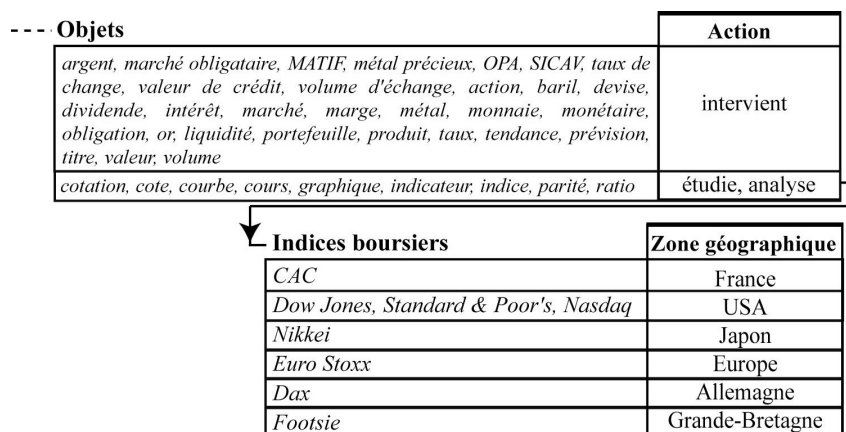 Objets
Action
argent, marché obligataire, MATIF, métal précieux, OPA, SICAV, taux de
change, valeur de crédit, volume d'échange, action, baril, devise,
dividende, intérêt, marché, marge, métal, monnaie, monétaire,
obligation, or, liquidité, portefeuille, produit, taux, tendance, prévision,
titre, valeur, volume
intervient
cotation, cote, courbe, cours, graphique, indicateur, indice, parité, ratio
étudie, analyse
Indices boursiers
Zone géographique
CAC
France
Dow Jones, Standard & Poor's, Nasdaq
USA
Nikkei
Japon
Euro Stoxx
Europe
Dax
Allemagne
Footsie
Grande-Bretagne